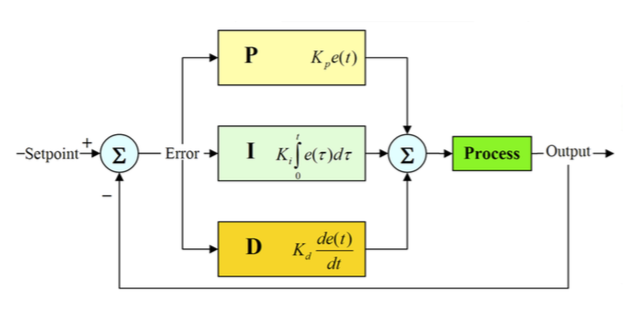 P K_p e(t)
+
–Setpoint Σ Error I K_i ∫_0^t e(τ)dτ Σ Process Output
–
D K_d de(t)/dt